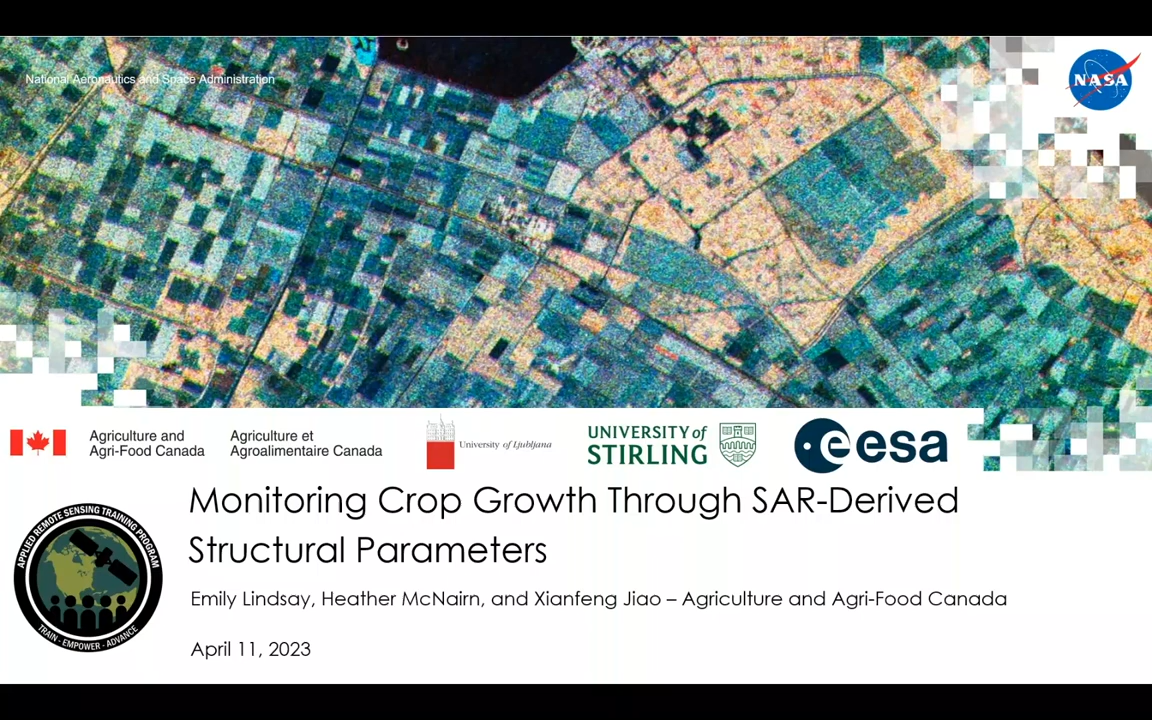 National Aeronautics and Space Administration
NASA
Agriculture and
Agri-Food Canada
Agriculture et
Agroalimentaire Canada
University of Ljubljana
UNIVERSITY of
STIRLING
esa
APPLIED REMOTE SENSING TRAINING PROGRAM
TRAIN - EMPOWER - ADVANCE
Monitoring Crop Growth Through SAR-Derived
Structural Parameters
Emily Lindsay, Heather McNairn, and Xianfeng Jiao – Agriculture and Agri-Food Canada
April 11, 2023